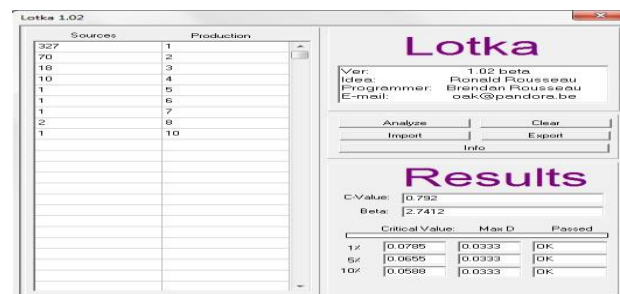 Lotka 1.02
Sources Production
327 1
70 2
18 3
10 4
1 5
1 6
1 7
2 8
1 10
Lotka
Ver: 1.02 beta
Idea: Ronald Rousseau
Programmer: Brendan Rousseau
E-mail: oak@pandora.be
Analyze Clear
Import Export
Info
Results
C-Value: 0.792
Beta: 2.7412
Critical Value: Max D Passed
1% 0.0785 0.0333 OK
5% 0.0655 0.0333 OK
10% 0.0588 0.0333 OK